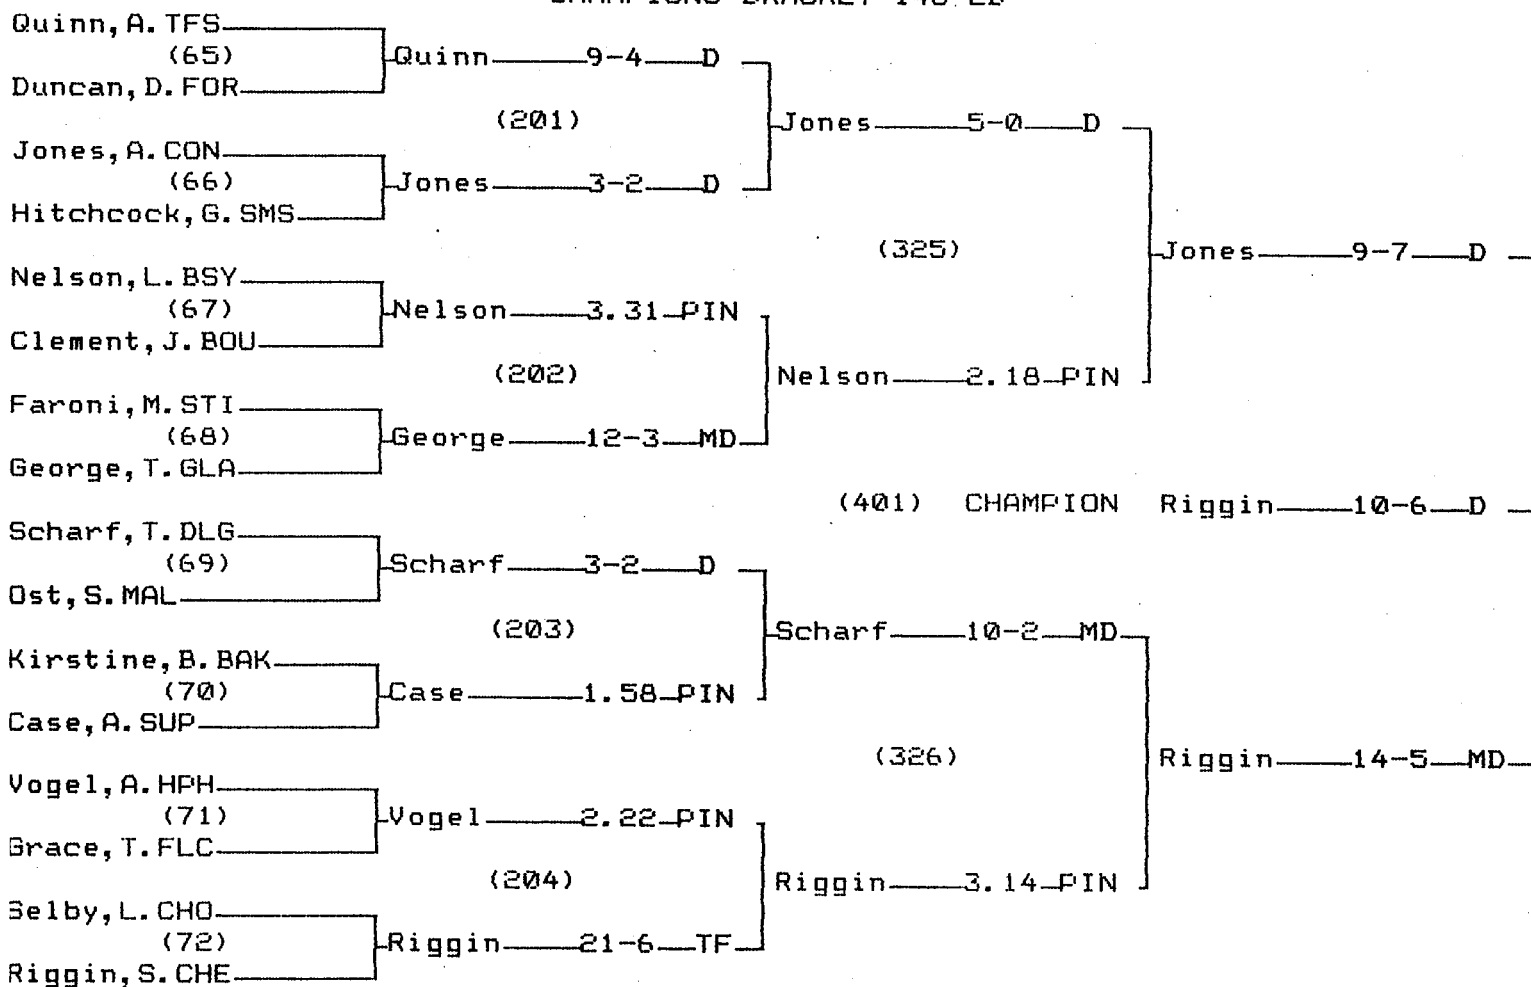 CHAMPIONS BRACKET
Quinn, A. TFS
(65) Quinn 9-4 D
Duncan, D. FOR
(201) Jones 5-0 D
Jones, A. CON
(66) Jones 3-2 D
Hitchcock, G. SMS
(325) Jones 9-7 D
Nelson, L. BSY
(67) Nelson 3.31 PIN
Clement, J. BOU
(202) Nelson 2.18 PIN
Faroni, M. STI
(68) George 12-3 MD
George, T. GLA
(401) CHAMPION Riggin 10-6 D
Scharf, T. DLG
(69) Scharf 3-2 D
Ost, S. MAL
(203) Scharf 10-2 MD
Kirstine, B. BAK
(70) Case 1.58 PIN
Case, A. SUP
(326) Riggin 14-5 MD
Vogel, A. HPH
(71) Vogel 2.22 PIN
Grace, T. FLC
(204) Riggin 3.14 PIN
Selby, L. CHO
(72) Riggin 21-6 TF
Riggin, S. CHE